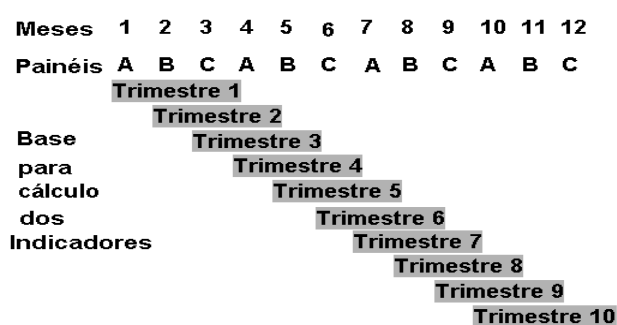 Meses 1 2 3 4 5 6 7 8 9 10 11 12
Painéis A B C A B C A B C A B C
Trimestre 1
Trimestre 2
Base Trimestre 3
para Trimestre 4
cálculo Trimestre 5
dos Trimestre 6
Indicadores Trimestre 7
Trimestre 8
Trimestre 9
Trimestre 10